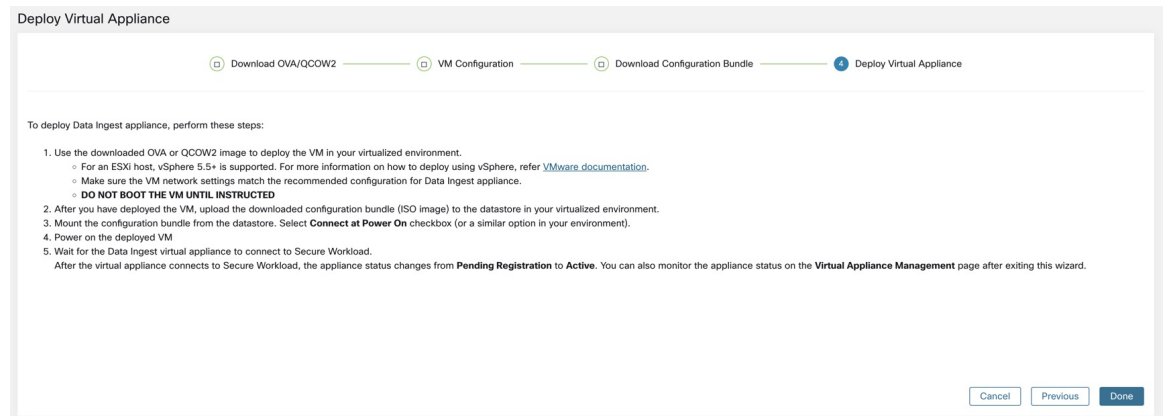 Deploy Virtual Appliance
Download OVA/QCOW2
VM Configuration
Download Configuration Bundle
4 Deploy Virtual Appliance
To deploy Data Ingest appliance, perform these steps:
1. Use the downloaded OVA or QCOW2 image to deploy the VM in your virtualized environment.
○ For an ESXi host, vSphere 5.5+ is supported. For more information on how to deploy using vSphere, refer VMware documentation.
○ Make sure the VM network settings match the recommended configuration for Data Ingest appliance.
○ DO NOT BOOT THE VM UNTIL INSTRUCTED
2. After you have deployed the VM, upload the downloaded configuration bundle (ISO image) to the datastore in your virtualized environment.
3. Mount the configuration bundle from the datastore. Select Connect at Power On checkbox (or a similar option in your environment).
4. Power on the deployed VM
5. Wait for the Data Ingest virtual appliance to connect to Secure Workload.
After the virtual appliance connects to Secure Workload, the appliance status changes from Pending Registration to Active. You can also monitor the appliance status on the Virtual Appliance Management page after exiting this wizard.
Cancel
Previous
Done